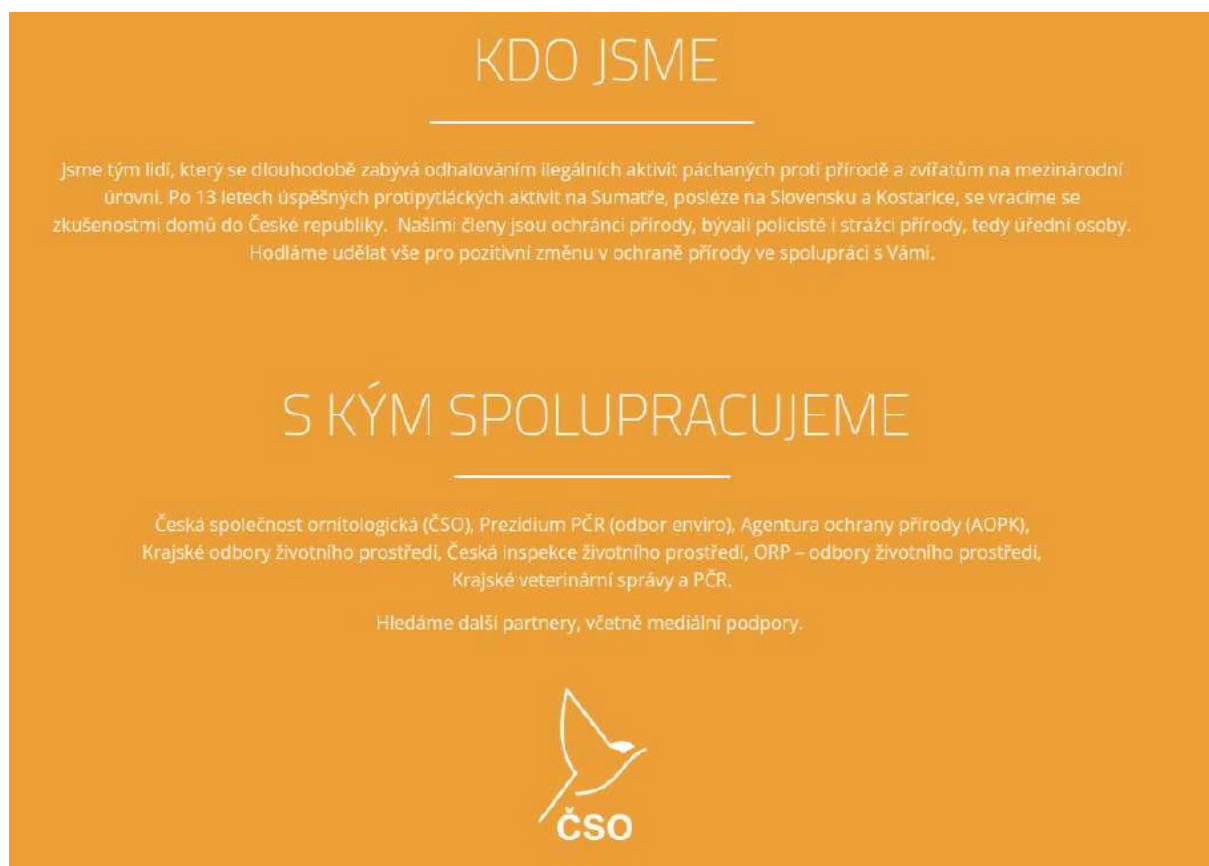 KDO JSME
Jsme tým lidí, který se dlouhodobě zabývá odhalováním ilegálních aktivit páchaných proti přírodě a zvířatům na mezinárodní
úrovni. Po 13 letech úspěšných protipytláckých aktivit na Sumatře, posléze na Slovensku a Kostarice, se vracíme se
zkušenostmi domů do České republiky. Našimi členy jsou ochránci přírody, bývalí policisté i strážci přírody, tedy úřední osoby.
Hodláme udělat vše pro pozitivní změnu v ochraně přírody ve spolupráci s Vámi.
S KÝM SPOLUPRACUJEME
Česká společnost ornitologická (ČSO), Prezidium PČR (odbor enviro), Agentura ochrany přírody (AOPK),
Krajské odbory životního prostředí, Česká inspekce životního prostředí, ORP – odbory životního prostředí,
Krajské veterinární správy a PČR.
Hledáme další partnery, včetně mediální podpory.
ČSO